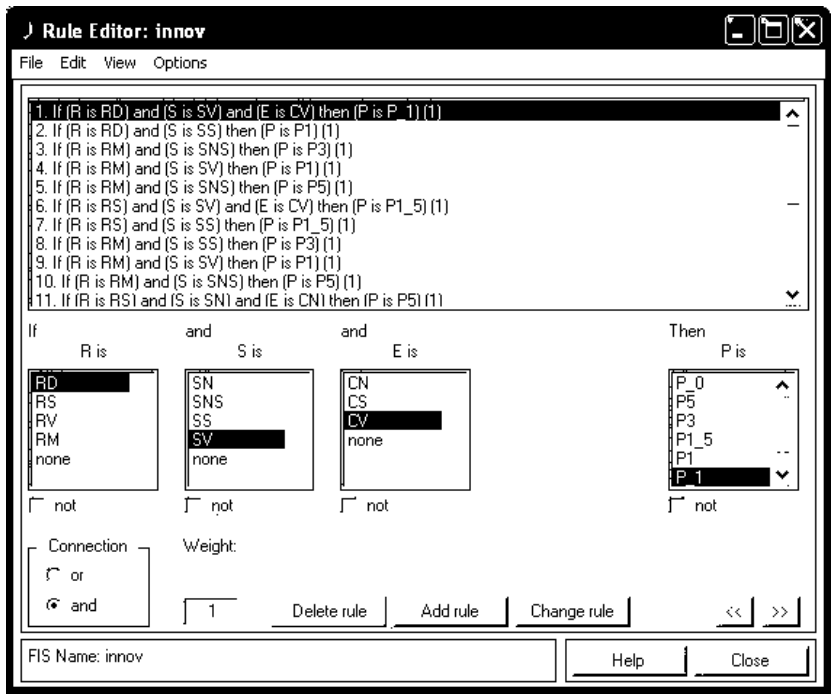 Rule Editor: innov
File Edit View Options
1. If (R is RD) and (S is SV) and (E is CV) then (P is P_1) (1)
2. If (R is RD) and (S is SS) then (P is P1) (1)
3. If (R is RM) and (S is SNS) then (P is P3) (1)
4. If (R is RM) and (S is SV) then (P is P1) (1)
5. If (R is RM) and (S is SNS) then (P is P5) (1)
6. If (R is RS) and (S is SV) and (E is CV) then (P is P1_5) (1)
7. If (R is RS) and (S is SS) then (P is P1_5) (1)
8. If (R is RM) and (S is SS) then (P is P3) (1)
9. If (R is RM) and (S is SV) then (P is P1) (1)
10. If (R is RM) and (S is SNS) then (P is P5) (1)
11. If (R is RS) and (S is SN) and (E is CN) then (P is P5) (1)
If and and Then
R is S is E is P is
RD SN CN P_0
RS SNS CS P5
RV SS CV P3
RM SV none P1_5
none none P1
P_1
not not not not
Connection Weight:
or
and 1 Delete rule Add rule Change rule << >>
FIS Name: innov Help Close